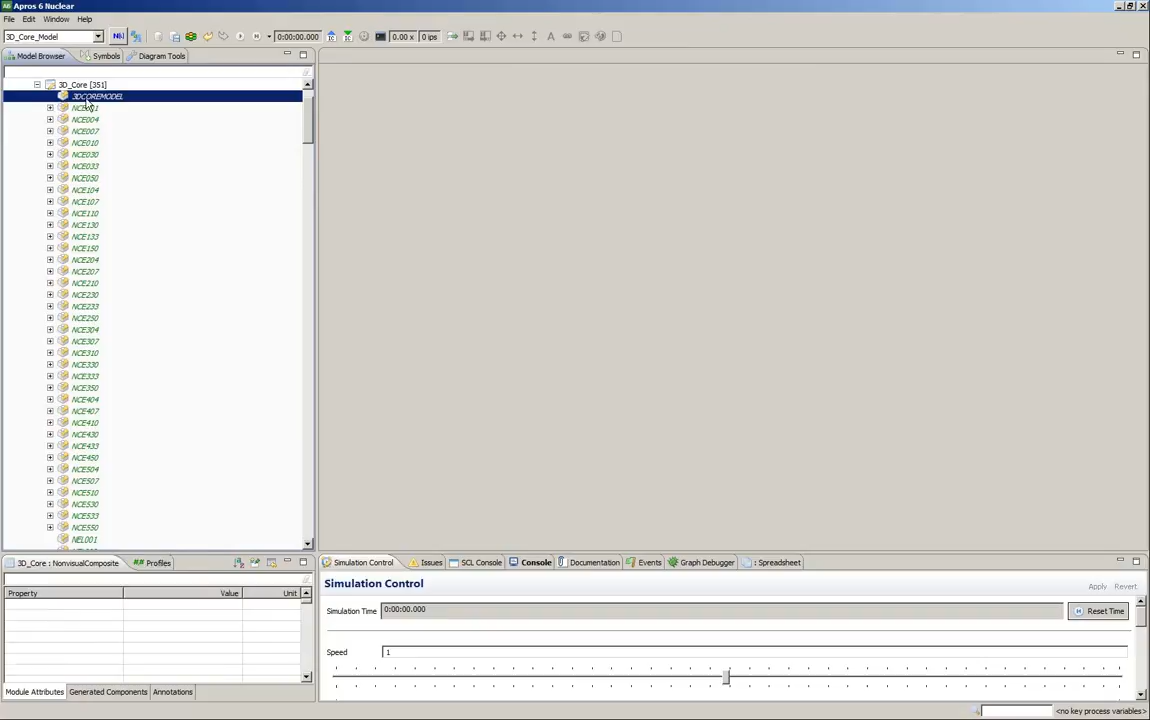 Apros 6 Nuclear
File Edit Window Help
3D_Core_Model 0:00:00.000 0.00 x 0 ips
Model Browser Symbols Diagram Tools
3D_Core [351]
3DCOREMODEL
NCE004
NCE007
NCE010
NCE030
NCE033
NCE050
NCE104
NCE107
NCE110
NCE130
NCE133
NCE150
NCE204
NCE207
NCE210
NCE230
NCE233
NCE250
NCE304
NCE307
NCE310
NCE330
NCE333
NCE350
NCE404
NCE407
NCE410
NCE430
NCE433
NCE450
NCE504
NCE507
NCE510
NCE530
NCE533
NCE550
NEL001
3D_Core : NonvisualComposite Profiles
Property Value Unit
Module Attributes Generated Components Annotations
Simulation Control Issues SCL Console Console Documentation Events Graph Debugger : Spreadsheet
Simulation Control
Apply Revert
Simulation Time 0:00:00.000 Reset Time
Speed 1
<no key process variables>